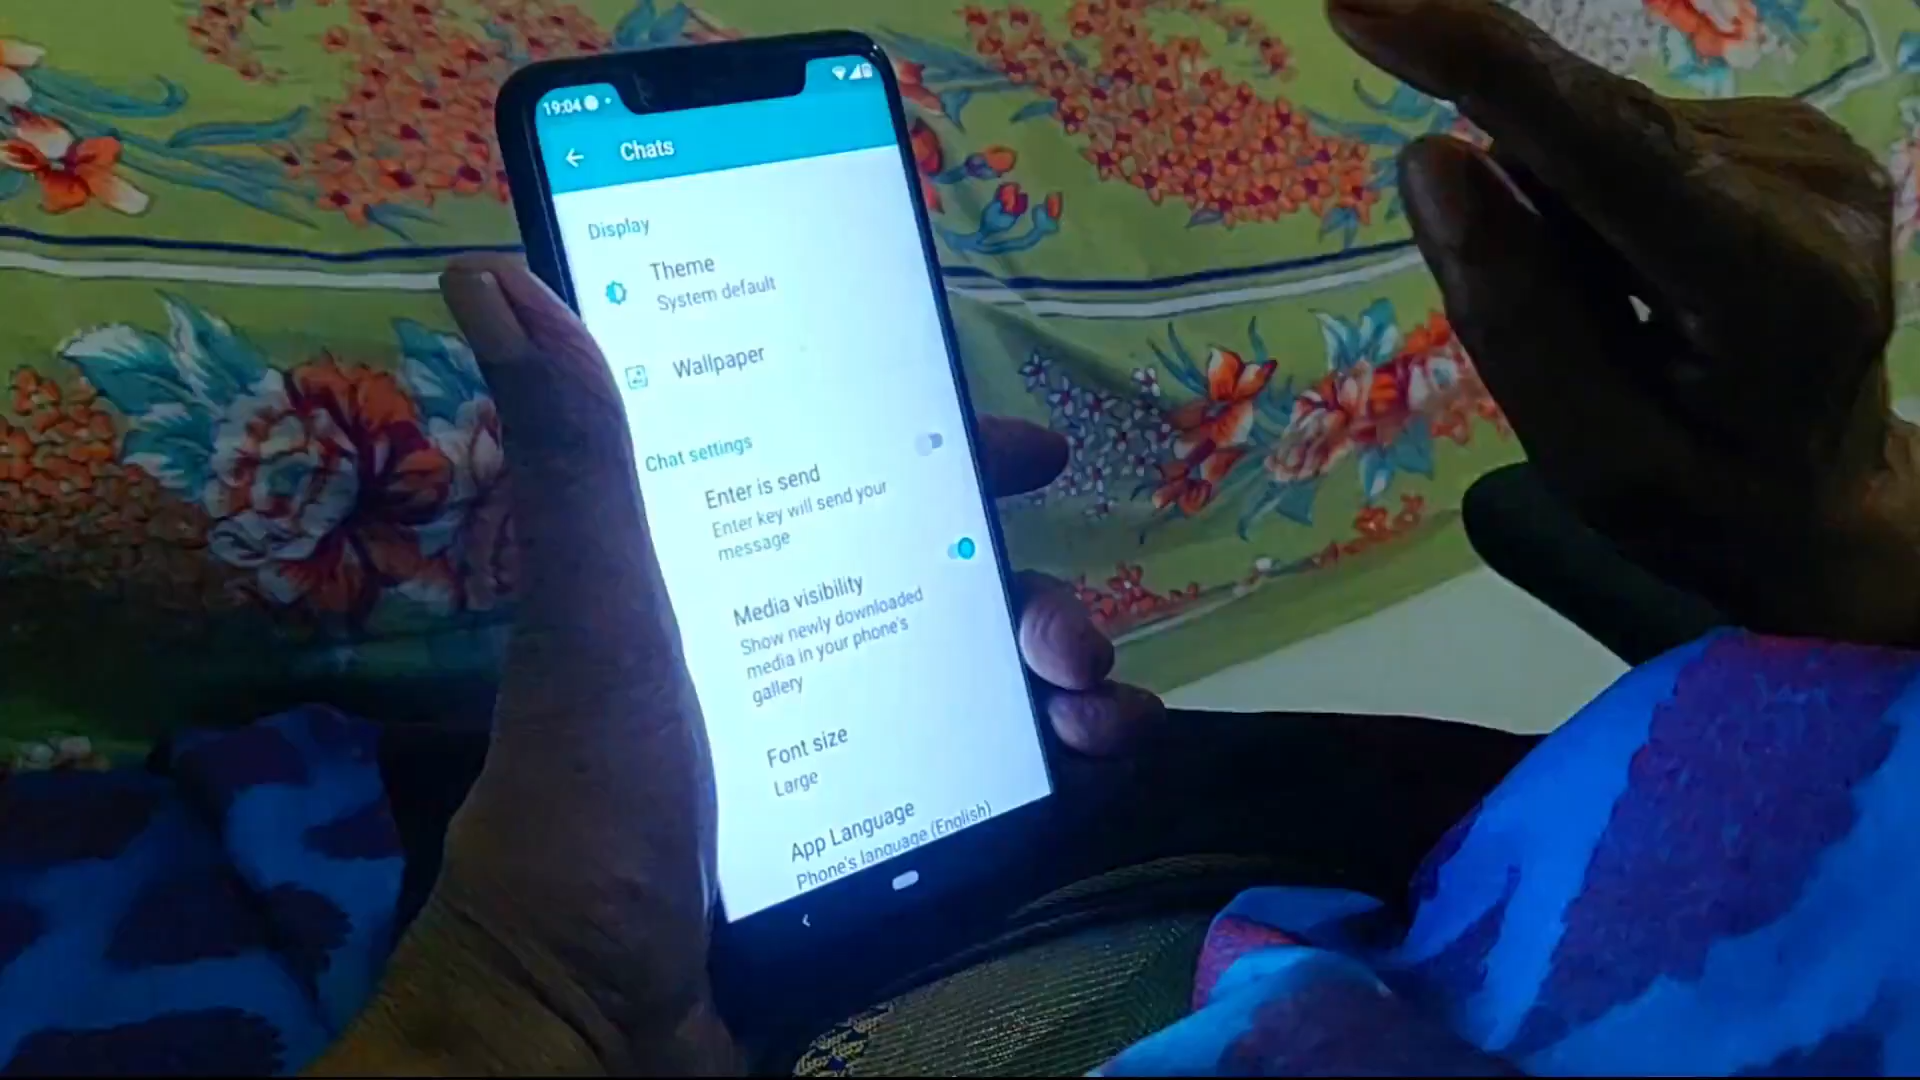 19:04
Chats
Display
Theme
System default
Wallpaper
Chat settings
Enter is send
Enter key will send your
message
Media visibility
Show newly downloaded
media in your phone's
gallery
Font size
Large
App Language
Phone's language (English)